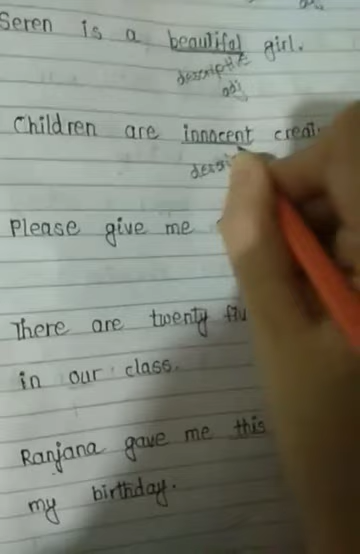 Seren is a beautiful girl.
descriptive
adj
Children are innocent
Please give me
There are twenty
in our class.
Ranjana gave me this
my birthday.